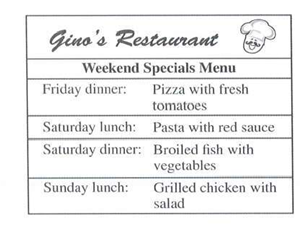 Gino's Restaurant
Weekend Specials Menu
Friday dinner: Pizza with fresh
tomatoes
Saturday lunch: Pasta with red sauce
Saturday dinner: Broiled fish with
vegetables
Sunday lunch: Grilled chicken with
salad